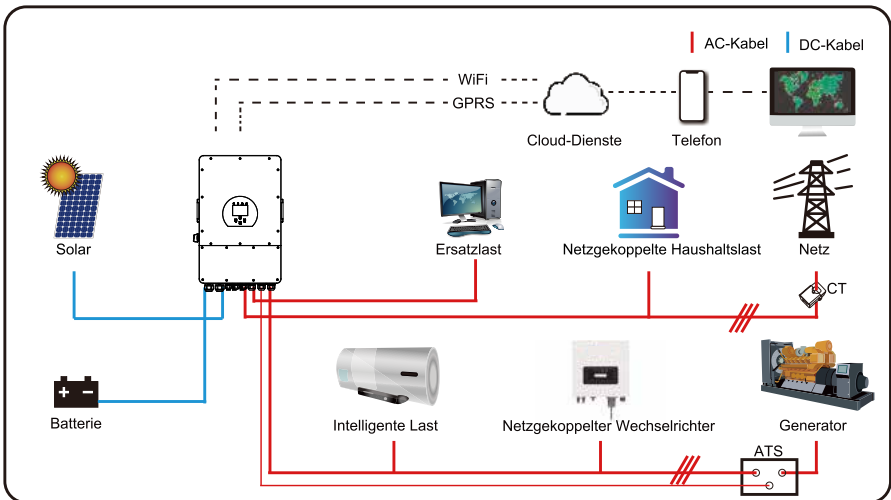 AC-Kabel
DC-Kabel
WiFi
GPRS
Cloud-Dienste
Telefon
Solar
Ersatzlast
Netzgekoppelte Haushaltslast
Netz
CT
Batterie
Intelligente Last
Netzgekoppelter Wechselrichter
Generator
ATS